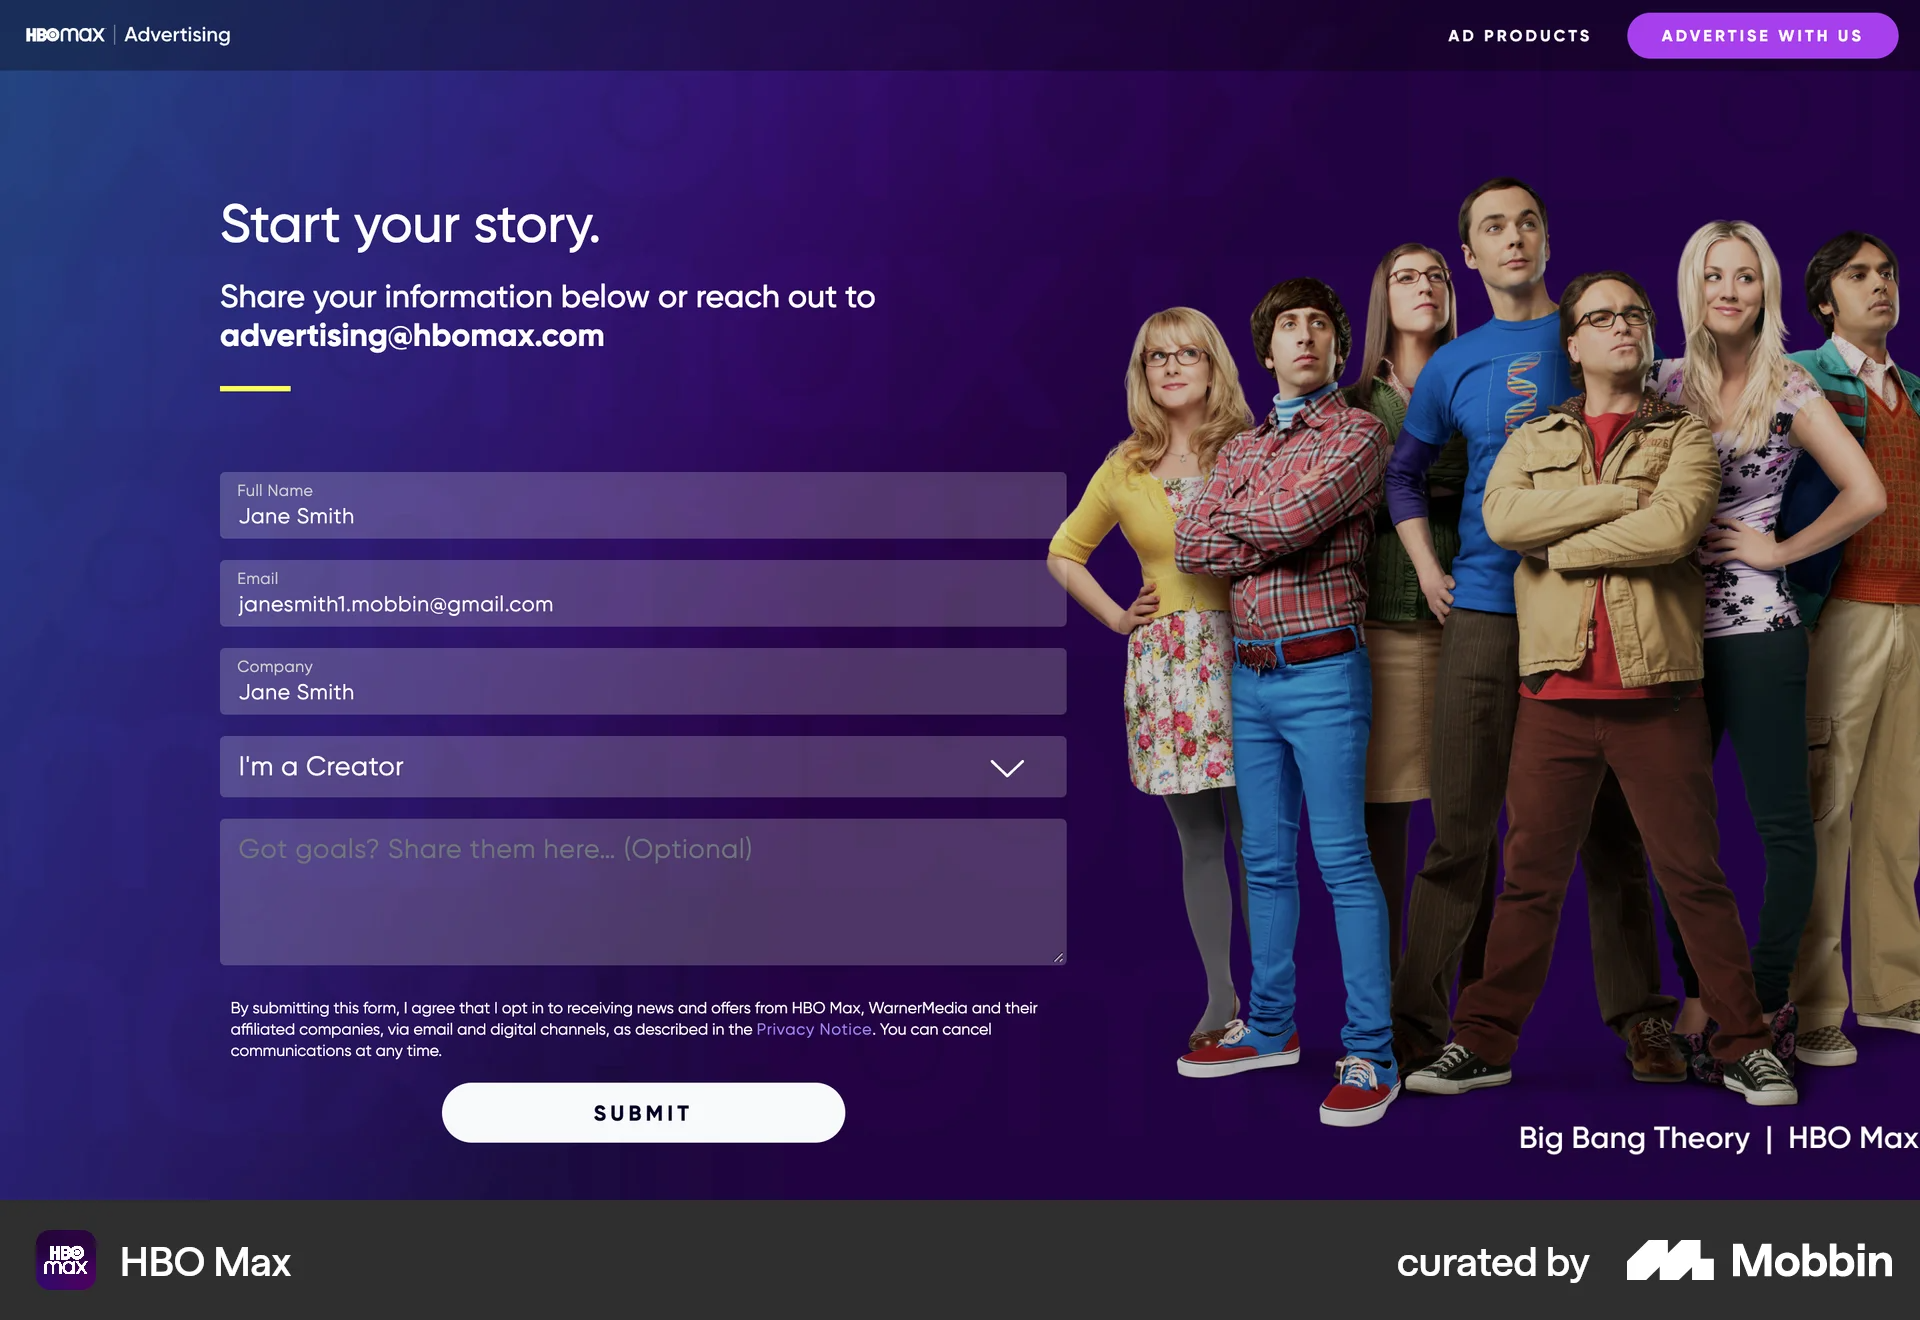 HBOmax | Advertising
AD PRODUCTS
ADVERTISE WITH US
Start your story.
Share your information below or reach out to
advertising@hbomax.com
Full Name
Jane Smith
Email
janesmith1.mobbin@gmail.com
Company
Jane Smith
I'm a Creator
Got goals? Share them here... (Optional)
By submitting this form, I agree that I opt in to receiving news and offers from HBO Max, WarnerMedia and their
affiliated companies, via email and digital channels, as described in the Privacy Notice. You can cancel
communications at any time.
SUBMIT
Big Bang Theory | HBO Max
HBO
max
HBO Max
curated by
Mobbin